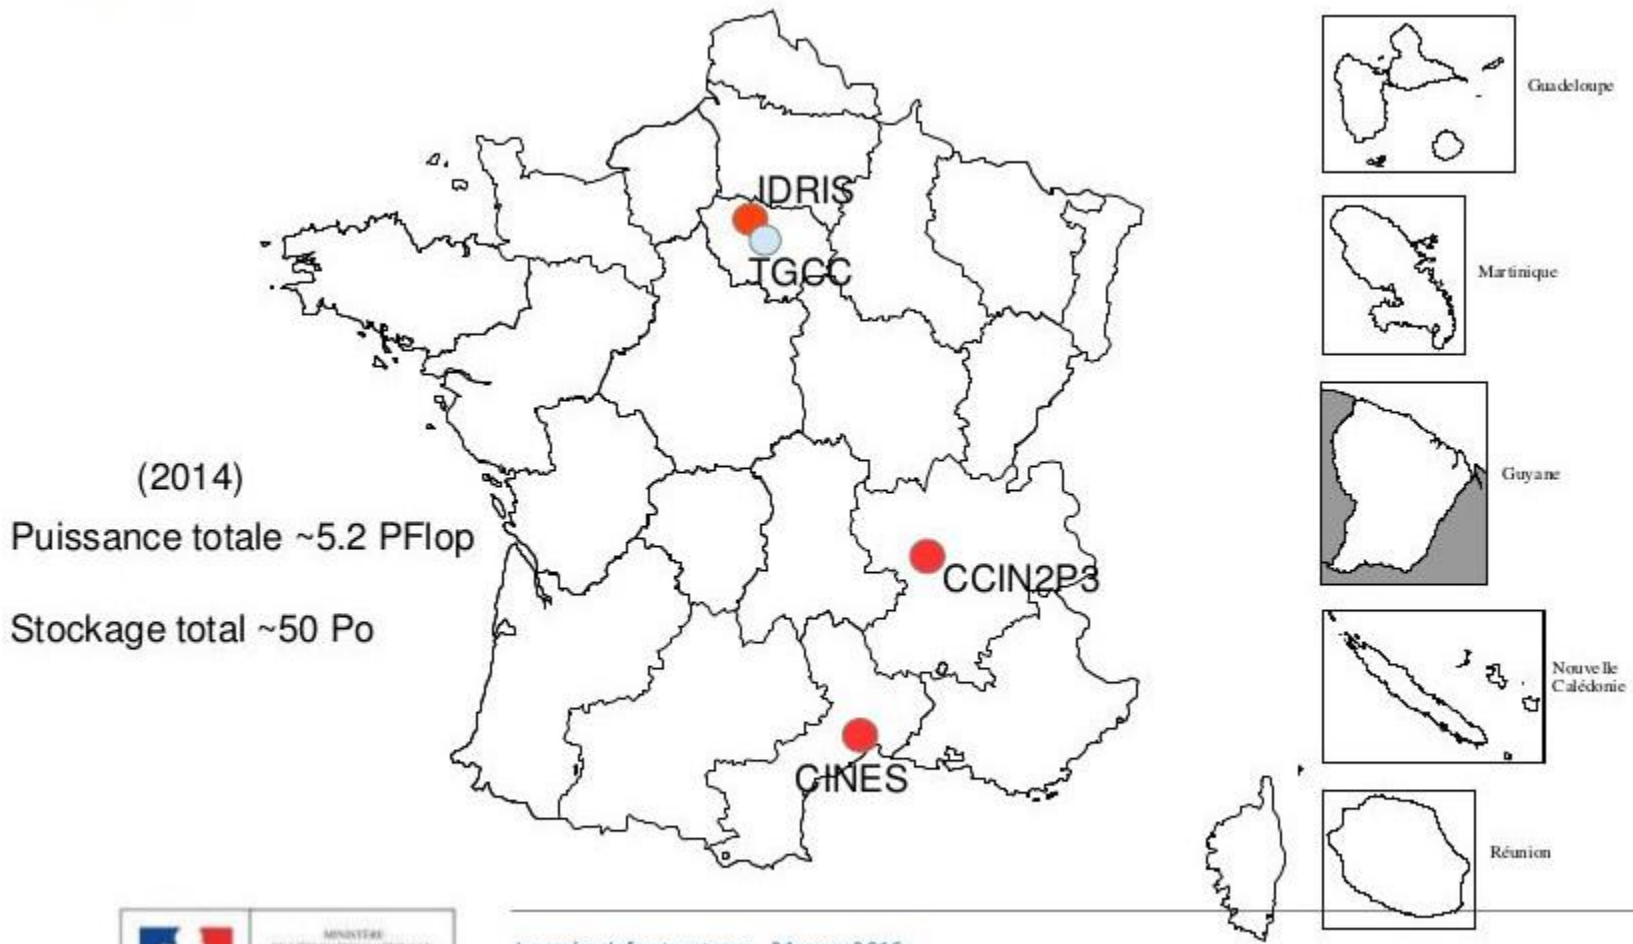 IDRIS
TGCC
(2014)
Puissance totale ~5.2 PFlop
Stockage total ~50 Po
CCIN2P3
CINES
Guadeloupe
Martinique
Guyane
Nouvelle
Calédonie
Réunion
MINISTÈRE